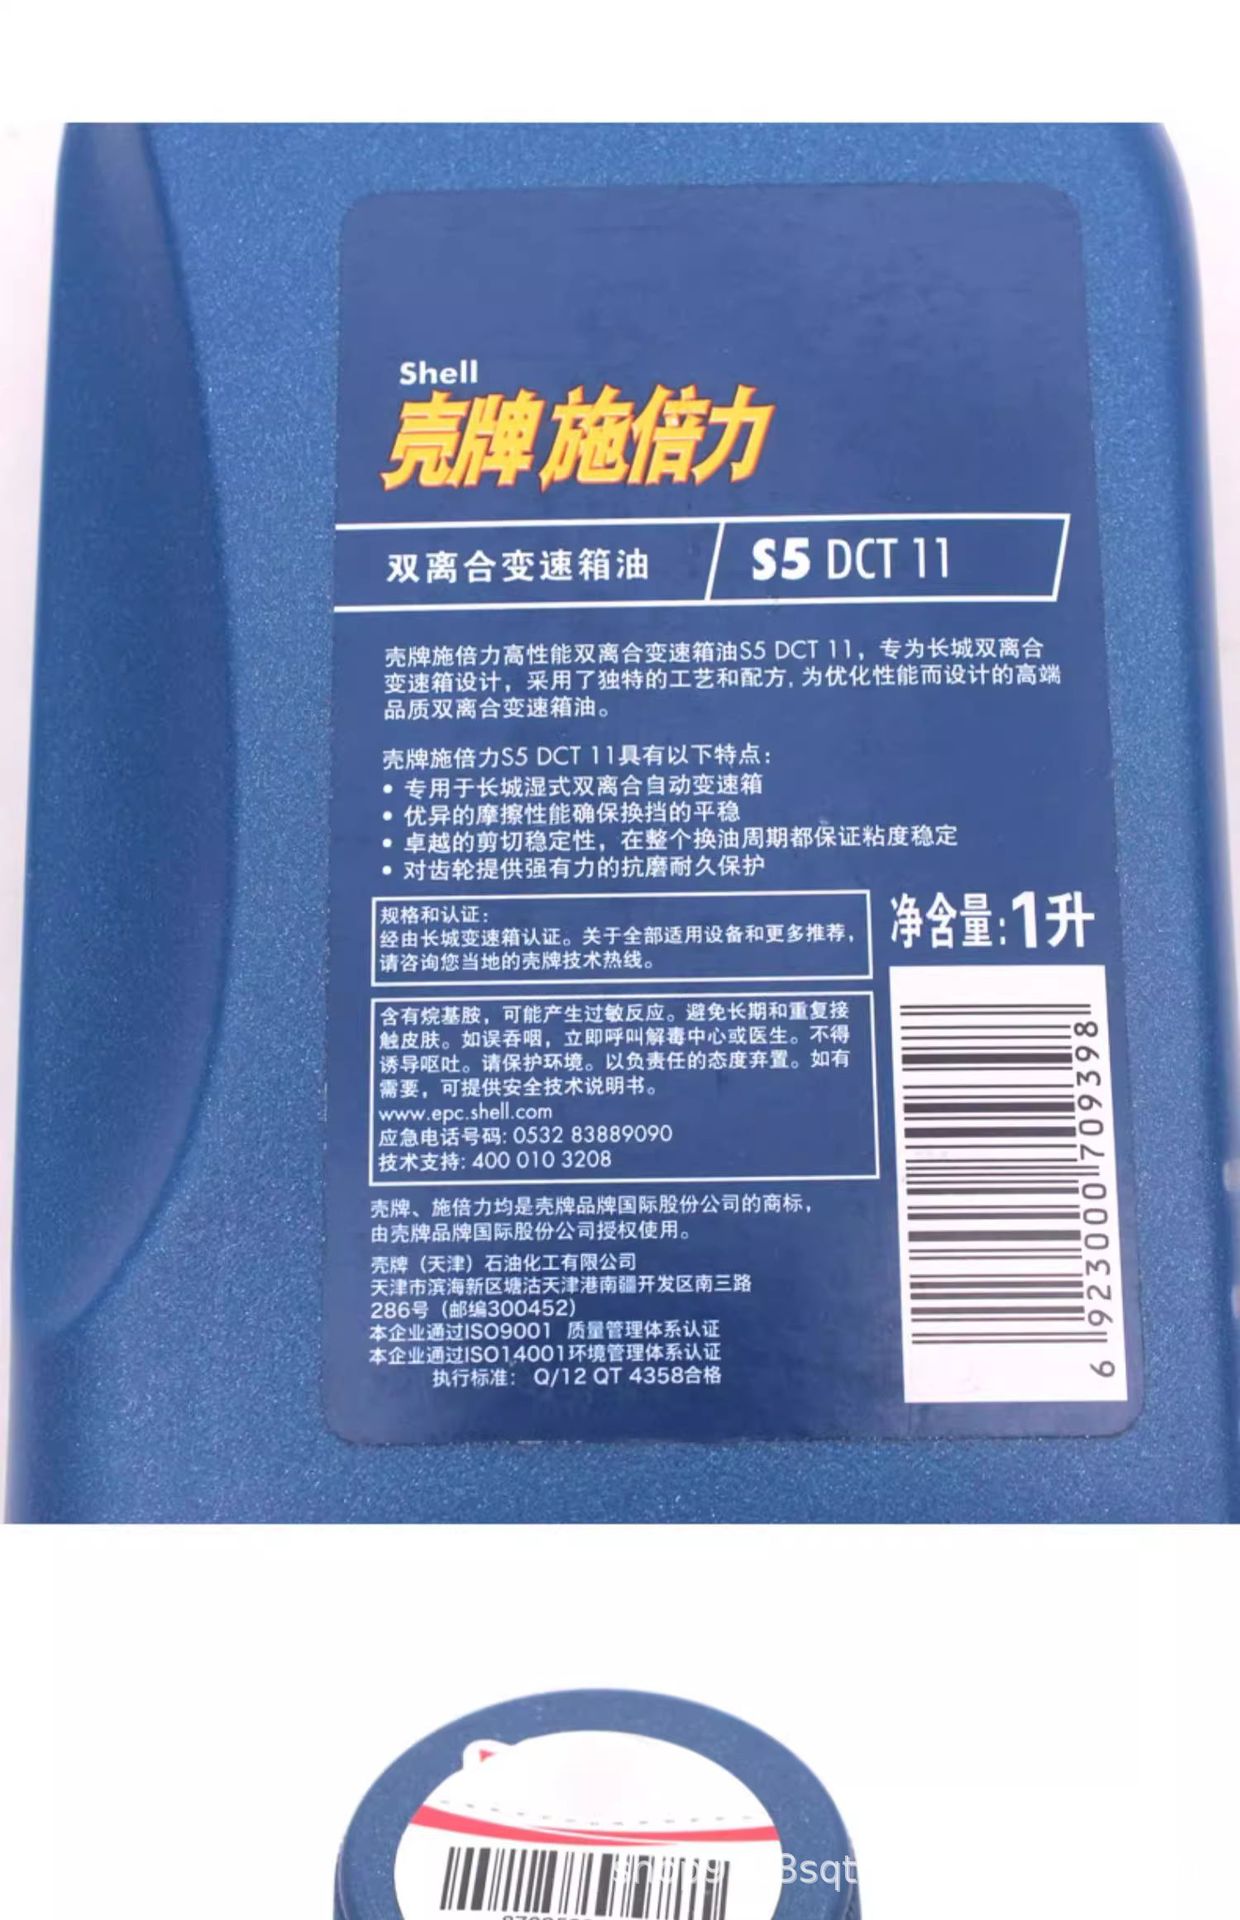 Shell
壳牌 施倍力
双离合变速箱油 S5 DCT 11
壳牌施倍力高性能双离合变速箱油S5 DCT 11，专为长城双离合
变速箱设计，采用了独特的工艺和配方,为优化性能而设计的高端
品质双离合变速箱油。
壳牌施倍力S5 DCT 11具有以下特点：
• 专用于长城湿式双离合自动变速箱
• 优异的摩擦性能确保换挡的平稳
• 卓越的剪切稳定性，在整个换油周期都保证粘度稳定
• 对齿轮提供强有力的抗磨耐久保护
规格和认证：
经由长城变速箱认证。关于全部适用设备和更多推荐，
请咨询您当地的壳牌技术热线。
净含量:1升
含有烷基胺，可能产生过敏反应。避免长期和重复接
触皮肤。如误吞咽，立即呼叫解毒中心或医生。不得
诱导呕吐。请保护环境。以负责任的态度弃置。如有
需要，可提供安全技术说明书。
www.epc.shell.com
应急电话号码: 0532 83889090
技术支持: 400 010 3208
6 923000 709398
壳牌、施倍力均是壳牌品牌国际股份公司的商标，
由壳牌品牌国际股份公司授权使用。
壳牌（天津）石油化工有限公司
天津市滨海新区塘沽天津港南疆开发区南三路
286号（邮编300452）
本企业通过ISO9001 质量管理体系认证
本企业通过ISO14001环境管理体系认证
执行标准： Q/12 QT 4358合格